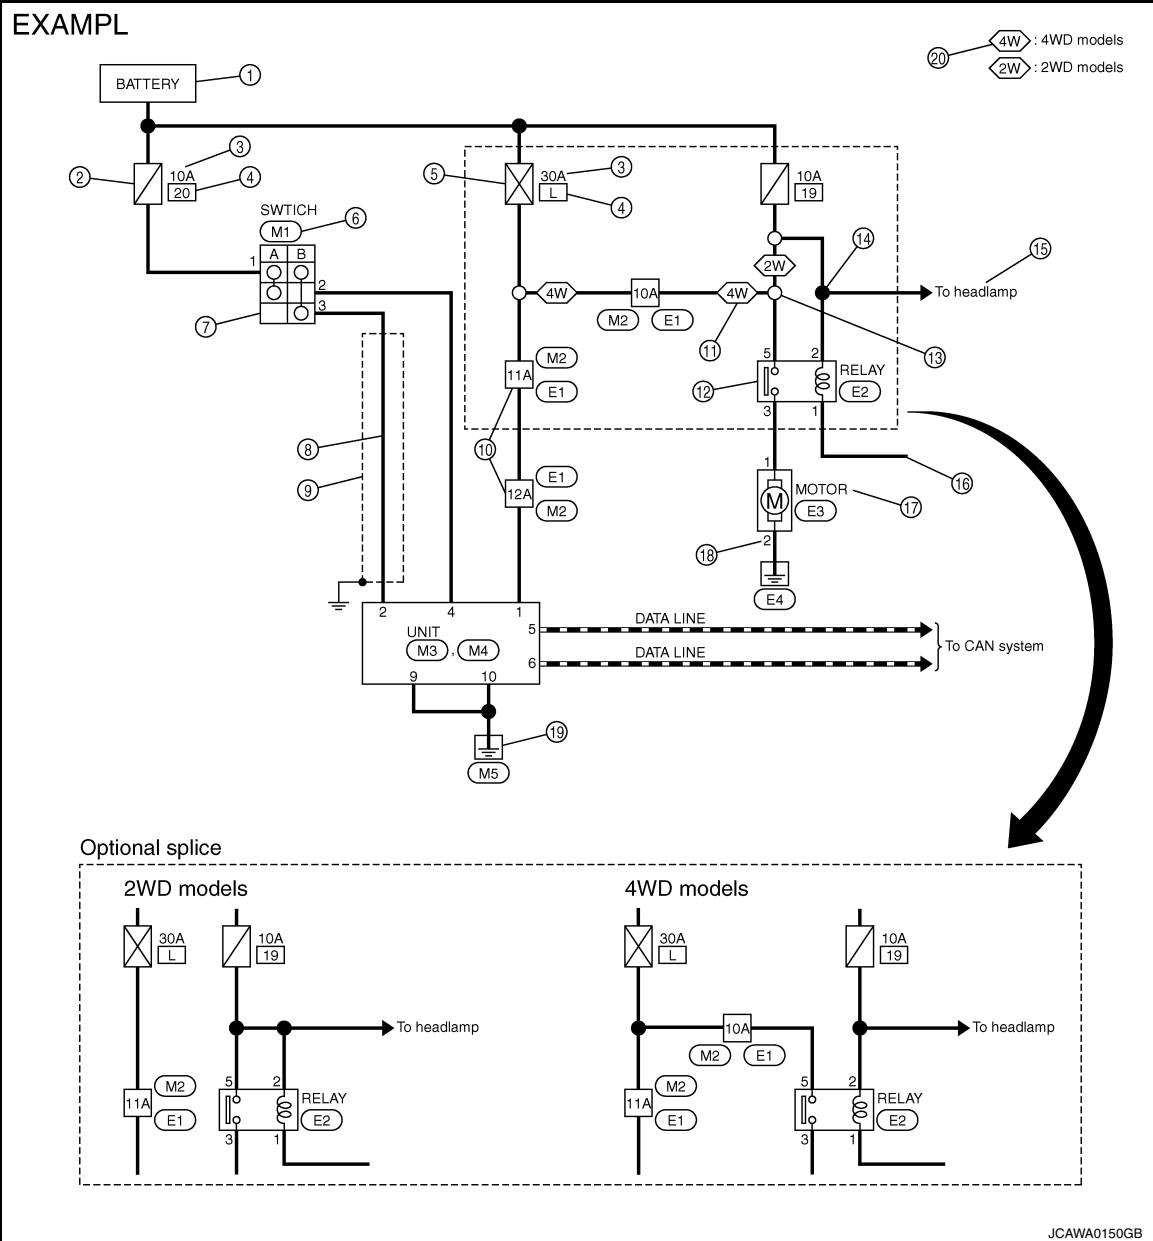 EXAMPL
4W : 4WD models
20
2W : 2WD models
BATTERY
1
3
2
10A
20
4
5
30A
L
3
4
10A
19
SWTICH
M1
6
A B
1
2
3
7
14
15
2W
4W
10A
4W
To headlamp
M2 E1
11
13
M2
11A
E1
5 2
12
RELAY
E2
3 1
8
9
10
E1
12A
M2
16
1
M
MOTOR
E3
17
18
2
E4
2 4 1
UNIT
M3 , M4
5
DATA LINE
6
DATA LINE
To CAN system
9 10
19
M5
Optional splice
2WD models
30A
L
10A
19
To headlamp
M2
11A
E1
5 2
RELAY
E2
3 1
4WD models
30A
L
10A
19
10A
M2 E1
To headlamp
M2
11A
E1
5 2
RELAY
E2
3 1
JCAWA0150GB